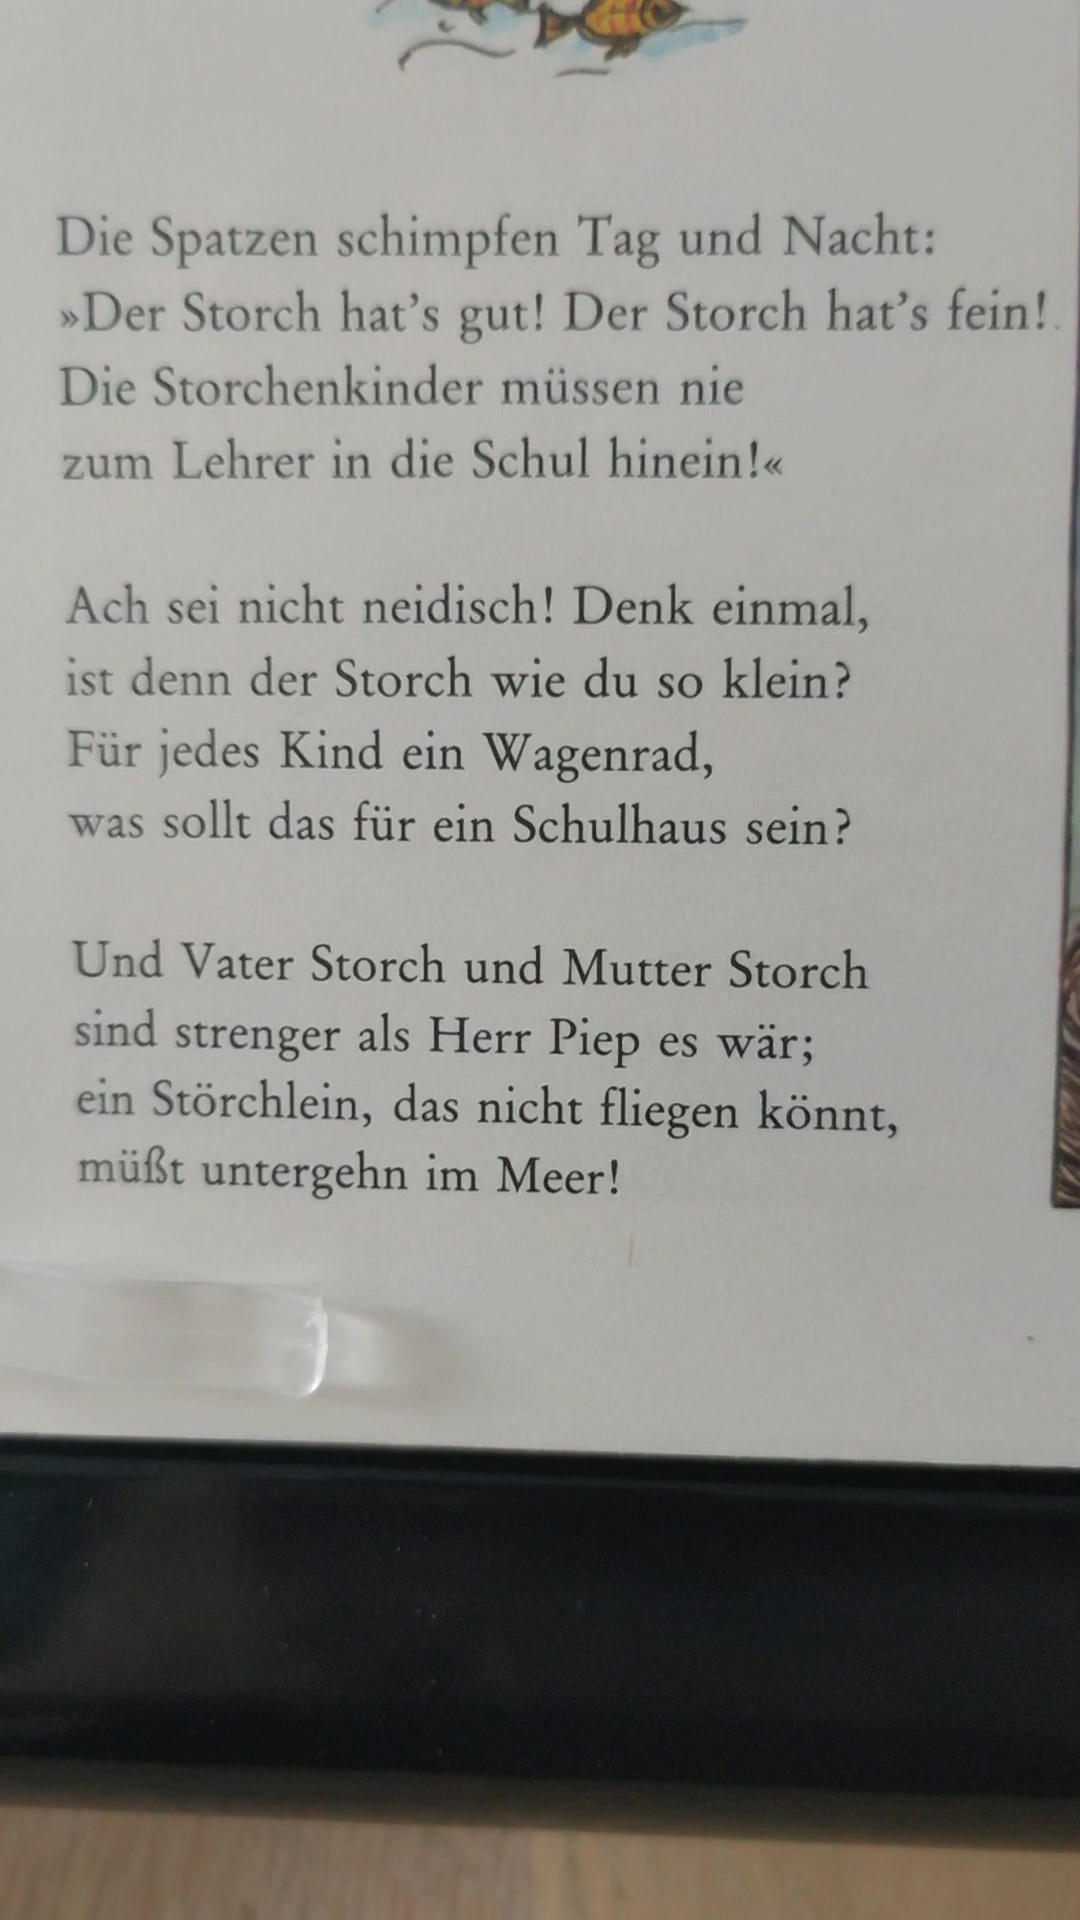 Die Spatzen schimpfen Tag und Nacht:
»Der Storch hat's gut! Der Storch hat's fein!
Die Storchenkinder müssen nie
zum Lehrer in die Schul hinein!«
Ach sei nicht neidisch! Denk einmal,
ist denn der Storch wie du so klein?
Für jedes Kind ein Wagenrad,
was sollt das für ein Schulhaus sein?
Und Vater Storch und Mutter Storch
sind strenger als Herr Piep es wär;
ein Störchlein, das nicht fliegen könnt,
müßt untergehn im Meer!